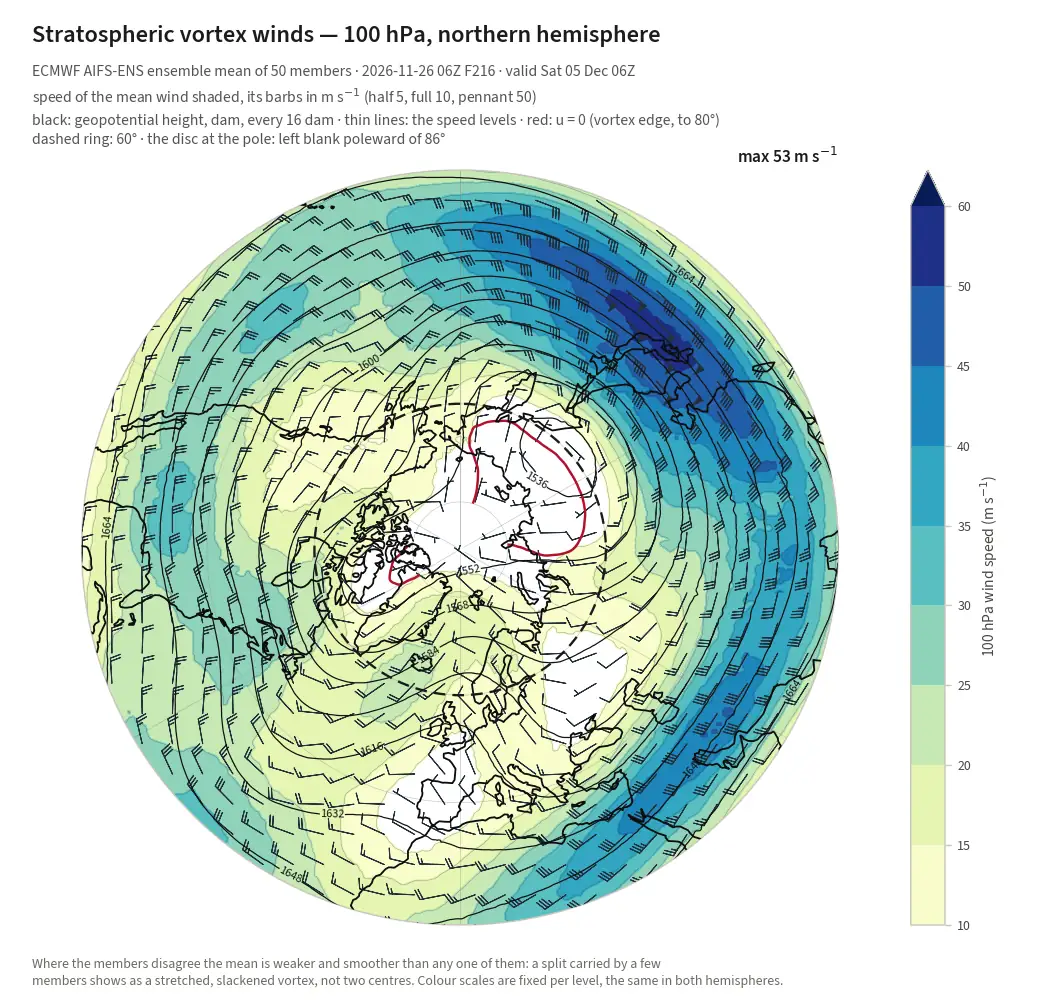 Stratospheric vortex winds — 100 hPa, northern hemisphere
ECMWF AIFS-ENS ensemble mean of 50 members · 2026-11-26 06Z F216 · valid Sat 05 Dec 06Z
speed of the mean wind shaded, its barbs in m s⁻¹ (half 5, full 10, pennant 50)
black: geopotential height, dam, every 16 dam · thin lines: the speed levels · red: u = 0 (vortex edge, to 80°)
dashed ring: 60° · the disc at the pole: left blank poleward of 86°
max 53 m s⁻¹
1664
1600
1536
1664
1552
1568
1584
1664
1616
1632
1648
60
50
45
40
35
30
25
20
15
10
100 hPa wind speed (m s⁻¹)
Where the members disagree the mean is weaker and smoother than any one of them: a split carried by a few
members shows as a stretched, slackened vortex, not two centres. Colour scales are fixed per level, the same in both hemispheres.